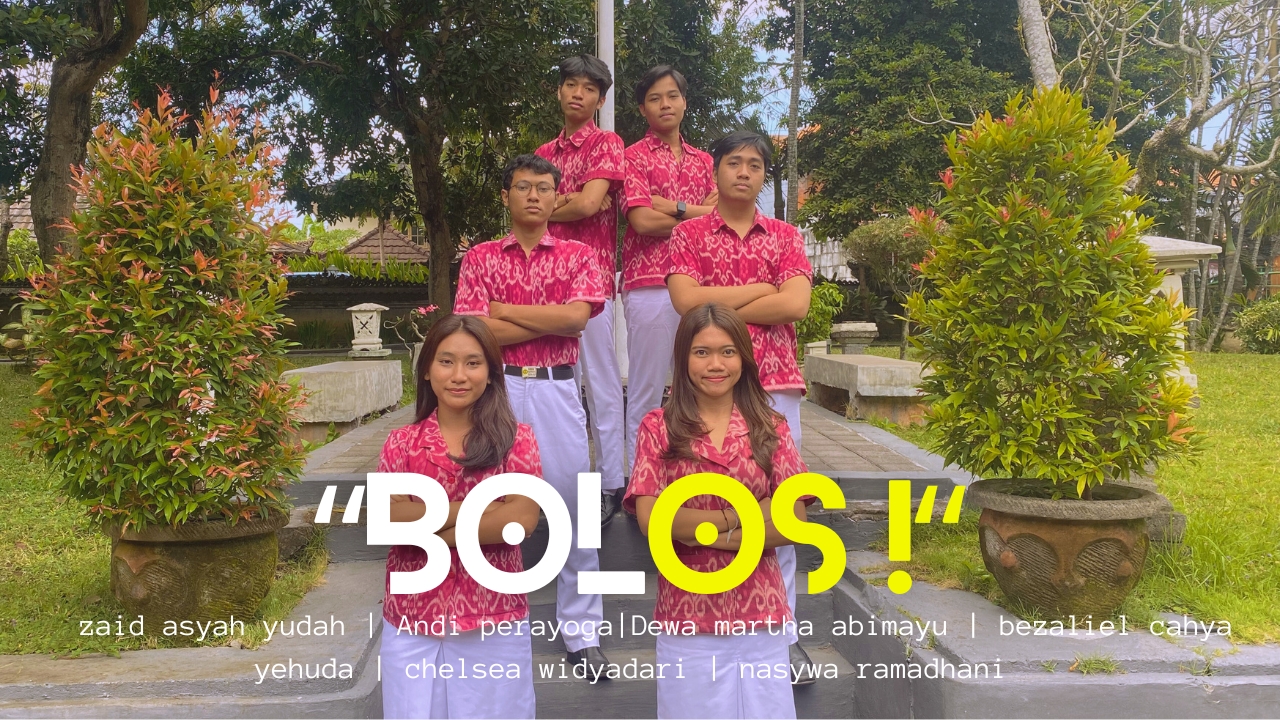 “BOLOS !“
zaid asyah yudah | Andi perayoga|Dewa martha abimayu | bezaliel cahya
yehuda | chelsea widyadari | nasywa ramadhani